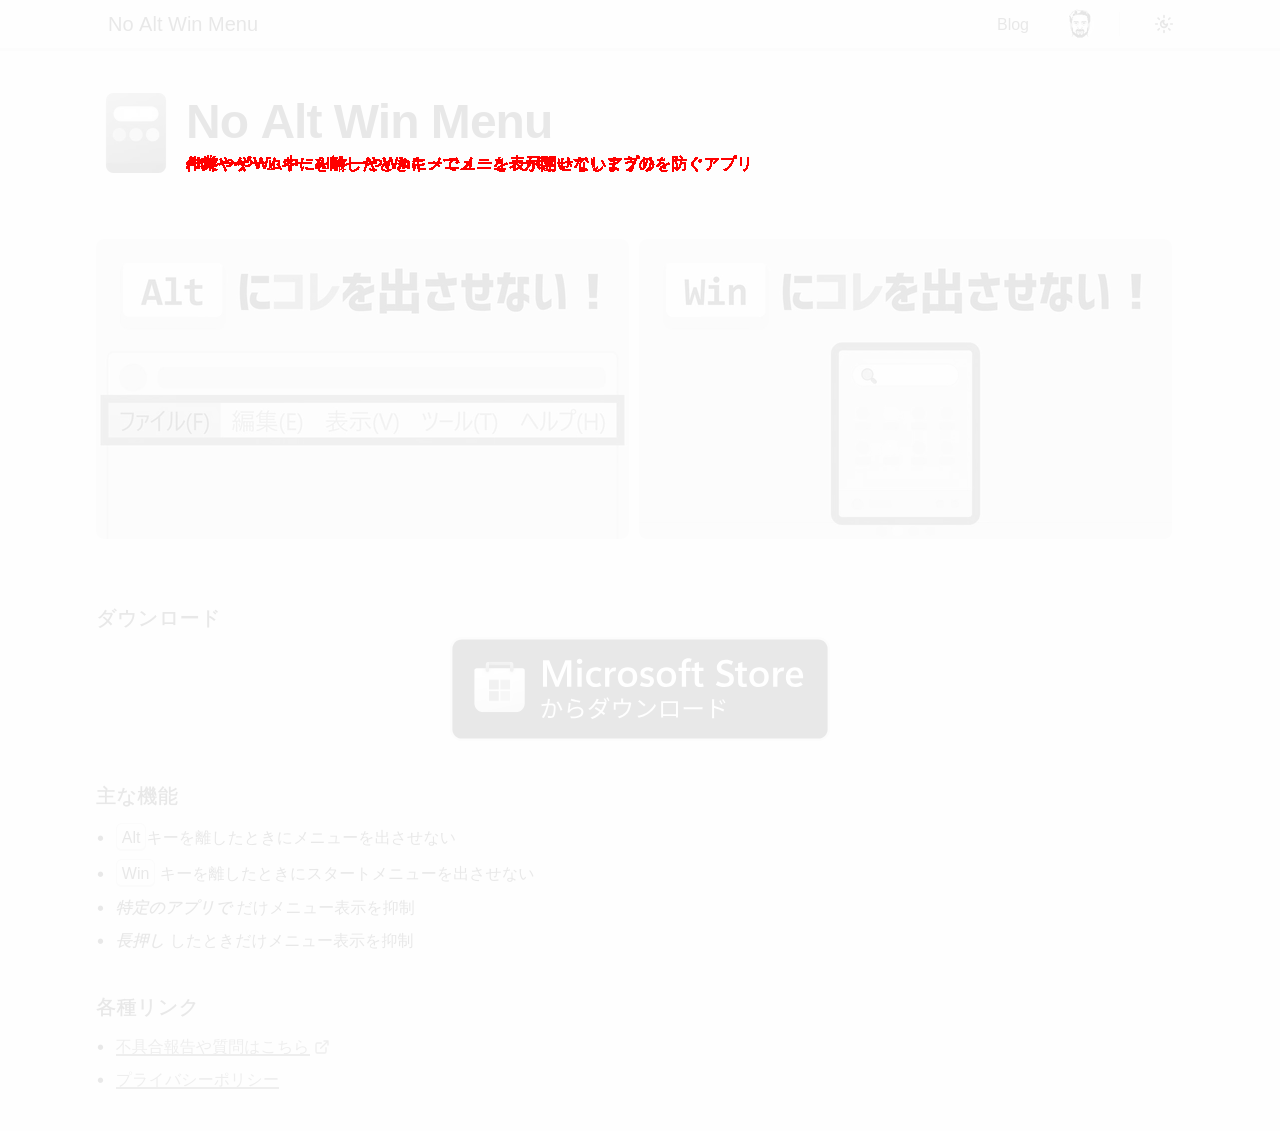 No Alt Win Menu
Blog
No Alt Win Menu
を防ぐアプリ
Alt にコレを出させない！
ファイル(F) 編集(E) 表示(V) ツール(T) ヘルプ(H)
Win にコレを出させない！
ダウンロード
Microsoft Store
からダウンロード
主な機能
Alt キーを離したときにメニューを出させない
Win キーを離したときにスタートメニューを出させない
特定のアプリで だけメニュー表示を抑制
長押し したときだけメニュー表示を抑制
各種リンク
不具合報告や質問はこちら
プライバシーポリシー